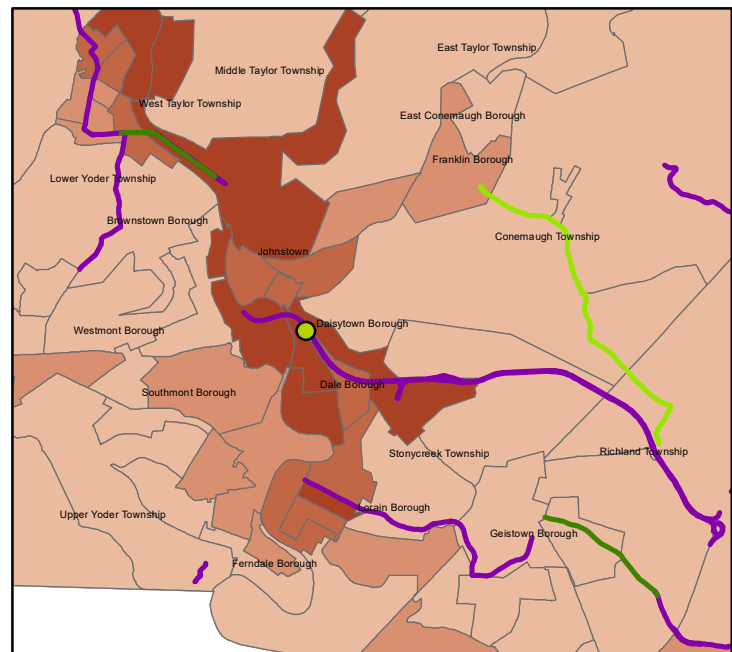 East Taylor Township
Middle Taylor Township
West Taylor Township
East Conemaugh Borough
Franklin Borough
Lower Yoder Township
Brownstown Borough
Conemaugh Township
Johnstown
Daisytown Borough
Westmont Borough
Dale Borough
Southmont Borough
Stonycreek Township
Richland Township
Lorain Borough
Upper Yoder Township
Geistown Borough
Ferndale Borough